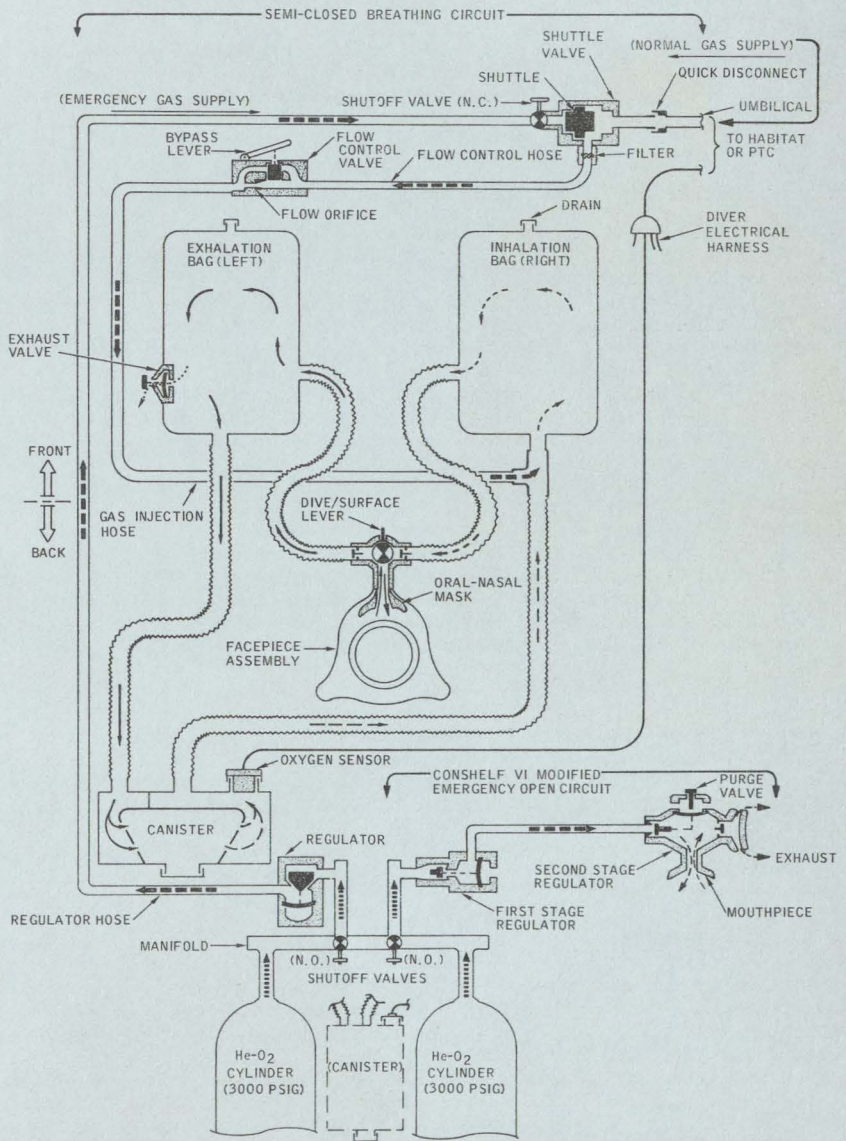 SEMI-CLOSED BREATHING CIRCUIT
SHUTTLE
VALVE
(NORMAL GAS SUPPLY)
SHUTTLE
QUICK DISCONNECT
(EMERGENCY GAS SUPPLY)
SHUTOFF VALVE (N.C.)
UMBILICAL
BYPASS
LEVER
FLOW
CONTROL
VALVE
FLOW CONTROL HOSE
FILTER
TO HABITAT
OR PTC
FLOW ORIFICE
DRAIN
DIVER
ELECTRICAL
HARNESS
EXHALATION
BAG (LEFT)
INHALATION
BAG (RIGHT)
EXHAUST
VALVE
FRONT
BACK
GAS INJECTION
HOSE
DIVE/SURFACE
LEVER
ORAL-NASAL
MASK
FACEPIECE
ASSEMBLY
OXYGEN SENSOR
CONSHELF VI MODIFIED
EMERGENCY OPEN CIRCUIT
PURGE
VALVE
CANISTER
REGULATOR
SECOND STAGE
REGULATOR
EXHAUST
REGULATOR HOSE
FIRST STAGE
REGULATOR
MOUTHPIECE
MANIFOLD
(N.O.)
(N.O.)
SHUTOFF VALVES
He-O2
CYLINDER
(3000 PSIG)
(CANISTER)
He-O2
CYLINDER
(3000 PSIG)